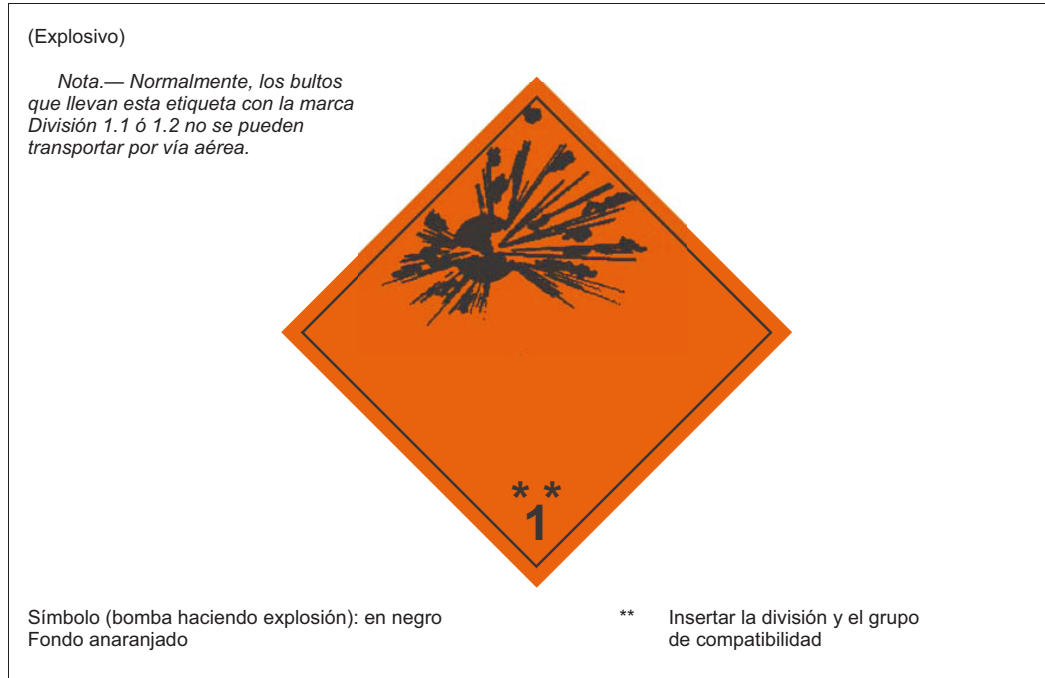 (Explosivo)
Nota.— Normalmente, los bultos
que llevan esta etiqueta con la marca
División 1.1 ó 1.2 no se pueden
transportar por vía aérea.
* *
1
Símbolo (bomba haciendo explosión): en negro
Fondo anaranjado
** Insertar la división y el grupo
de compatibilidad